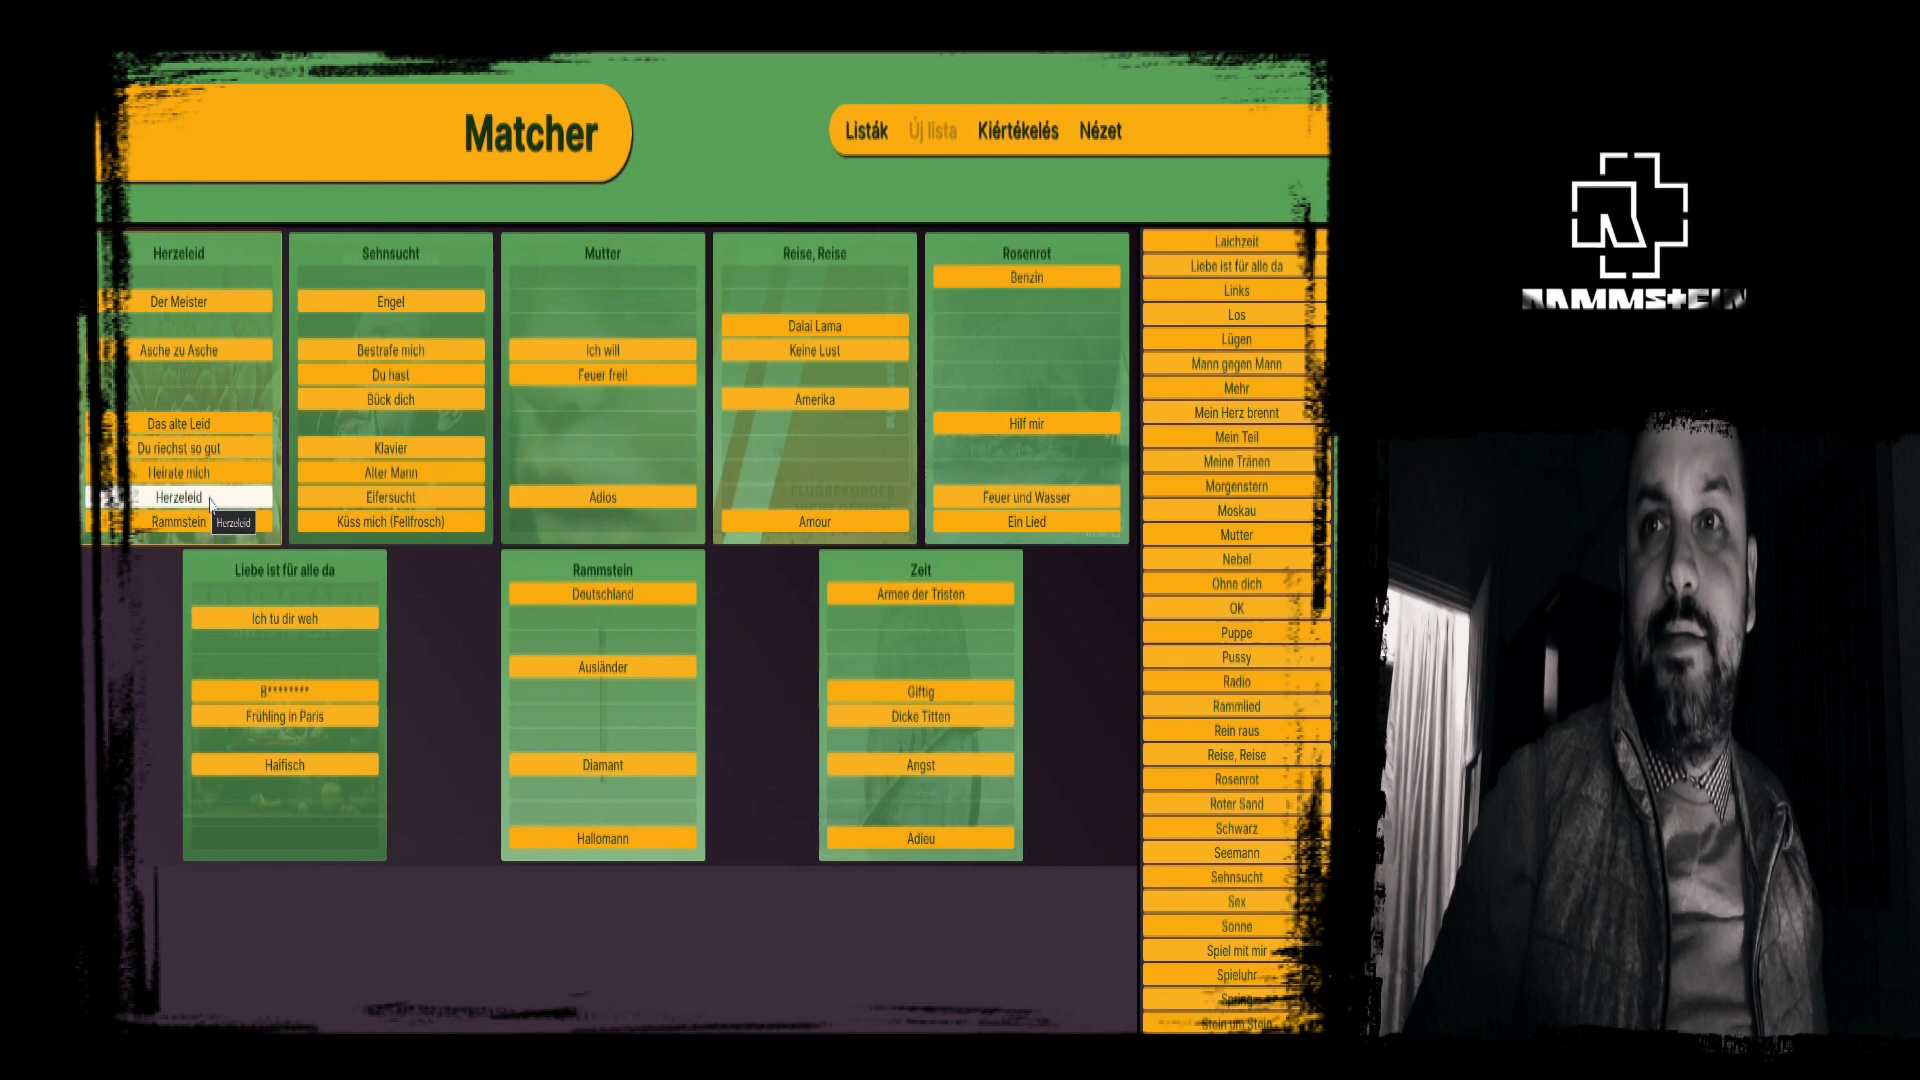 Matcher
Listák Új lista Kiértékelés Nézet
RAMMSTEIN
Herzeleid
Der Meister
Asche zu Asche
Das alte Leid
Du riechst so gut
Heirate mich
Herzeleid
Rammstein
Herzeleid
Sehnsucht
Engel
Bestrafe mich
Du hast
Bück dich
Klavier
Alter Mann
Eifersucht
Küss mich (Fellfrosch)
Mutter
Ich will
Feuer frei!
Adios
Reise, Reise
Dalai Lama
Keine Lust
Amerika
FLUGREKORDER
Amour
Rosenrot
Benzin
Hilf mir
Feuer und Wasser
Ein Lied
Liebe ist für alle da
Ich tu dir weh
B********
Frühling in Paris
Haifisch
Rammstein
Deutschland
Ausländer
Diamant
Hallomann
Zeit
Armee der Tristen
Giftig
Dicke Titten
Angst
Adieu
Laichzeit
Liebe ist für alle da
Links
Los
Lügen
Mann gegen Mann
Mehr
Mein Herz brennt
Mein Teil
Meine Tränen
Morgenstern
Moskau
Mutter
Nebel
Ohne dich
OK
Puppe
Pussy
Radio
Rammlied
Rein raus
Reise, Reise
Rosenrot
Roter Sand
Schwarz
Seemann
Sehnsucht
Sex
Sonne
Spiel mit mir
Spieluhr
Spring
Stein um Stein